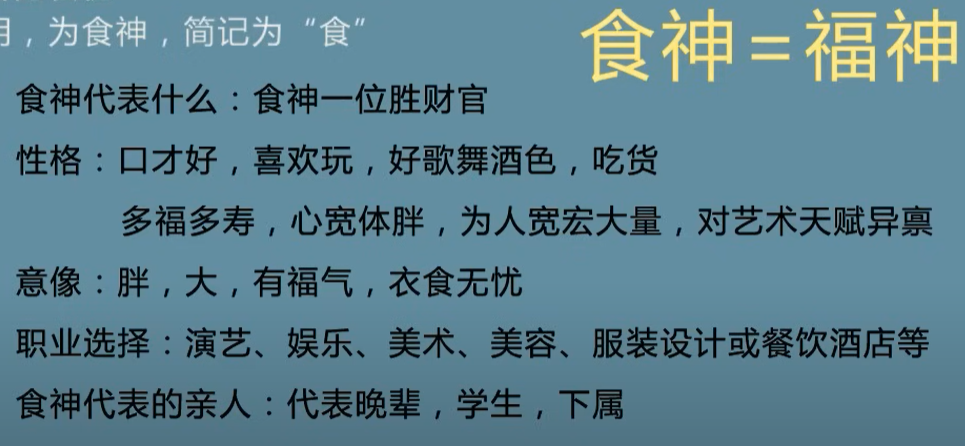 ，为食神，简记为“食”
食神=福神
食神代表什么：食神一位胜财官
性格：口才好，喜欢玩，好歌舞酒色，吃货
多福多寿，心宽体胖，为人宽宏大量，对艺术天赋异禀
意像：胖，大，有福气，衣食无忧
职业选择：演艺、娱乐、美术、美容、服装设计或餐饮酒店等
食神代表的亲人：代表晚辈，学生，下属